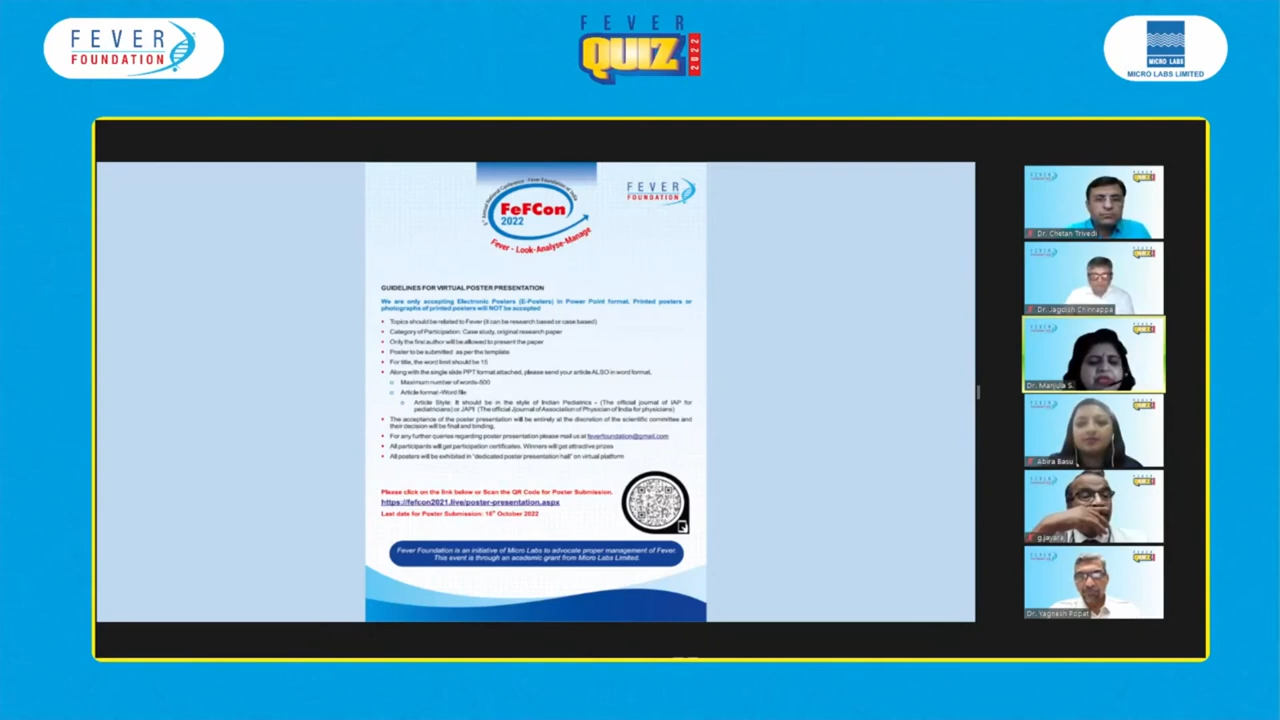 FEVER
FOUNDATION
FEVER
QUIZ
2022
MICRO LABS
MICRO LABS LIMITED
FeFCon
2022
Fever - Look-Analyse-Manage
FEVER
FOUNDATION
GUIDELINES FOR VIRTUAL POSTER PRESENTATION
We are only accepting Electronic Posters (E-Posters) in Power Point format. Printed posters or
photographs of printed posters will NOT be accepted
• Topics should be related to Fever (it can be research based or case based)
• Category of Participation: Case study, original research paper
• Only the first author will be allowed to present the paper
• Poster to be submitted as per the template
• For title, the word limit should be 15
• Along with the single slide PPT format attached, please send your article ALSO in word format.
Maximum number of words-500
Article format -Word file
Article Style: It should be in the style of Indian Pediatrics - (The official journal of IAP for
pediatricians) or JAPI (The official Journal of Association of Physician of India for physicians)
• The acceptance of the poster presentation will be entirely at the discretion of the scientific committee and
their decision will be final and binding.
• For any further queries regarding poster presentation please mail us at feverfoundation@gmail.com
• All participants will get participation certificates. Winners will get attractive prizes
• All posters will be exhibited in "dedicated poster presentation hall" on virtual platform
Please click on the link below or Scan the QR Code for Poster Submission.
https://fefcon2021.live/poster-presentation.aspx
Last date for Poster Submission: 16th October 2022
Fever Foundation is an initiative of Micro Labs to advocate proper management of Fever.
This event is through an academic grant from Micro Labs Limited.
Dr. Chetan Trivedi
Dr. Jagdish Chinnappa
Dr. Manjula S.
Abira Basu
g.jayara
Dr. Yagnesh Popat